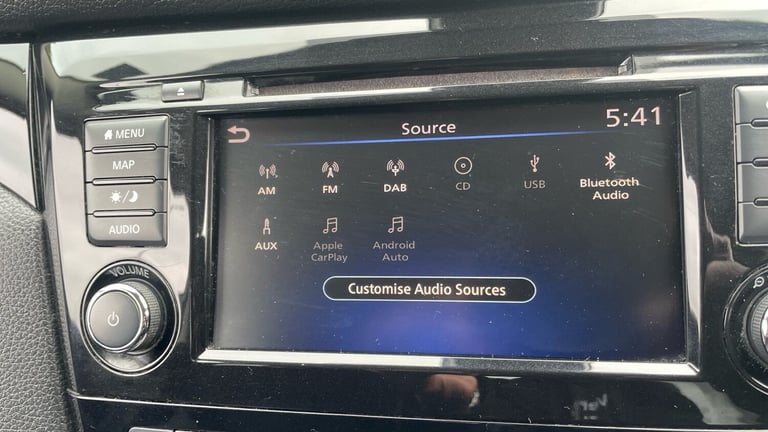 Source
5:41
MENU
MAP
AUDIO
VOLUME
AM
FM
DAB
CD
USB
Bluetooth
Audio
AUX
Apple
CarPlay
Android
Auto
Customise Audio Sources